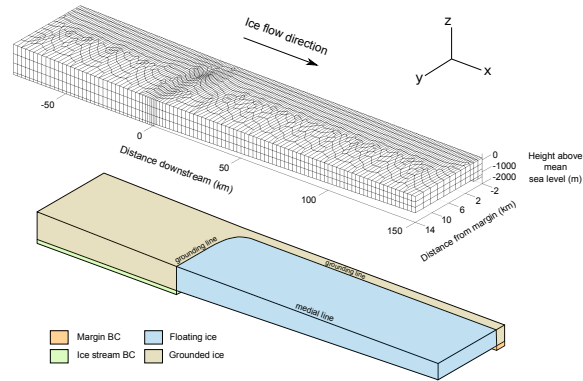 Ice flow direction
z
y
x
-50
0
50
100
150
Distance downstream (km)
0
-1000
-2000
Height above
mean
sea level (m)
-2
2
6
10
14
Distance from margin (km)
grounding line
grounding line
medial line
Margin BC
Floating ice
Ice stream BC
Grounded ice